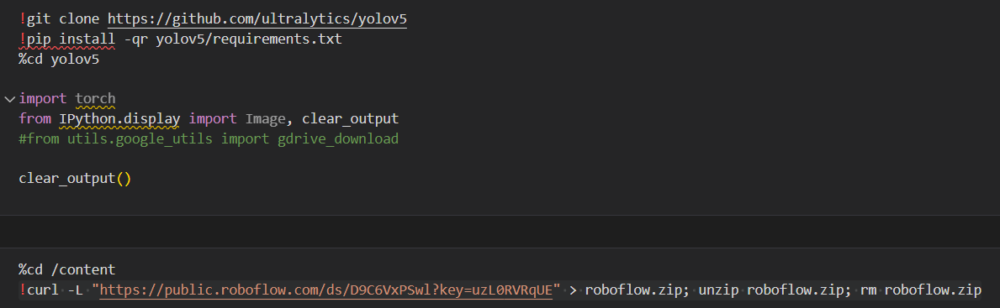 !git clone https://github.com/ultralytics/yolov5
!pip install -qr yolov5/requirements.txt
%cd yolov5
import torch
from IPython.display import Image, clear_output
#from utils.google_utils import gdrive_download
clear_output()
%cd /content
!curl -L "https://public.roboflow.com/ds/D9C6VxPSwl?key=uzL0RVRqUE" > roboflow.zip; unzip roboflow.zip; rm roboflow.zip